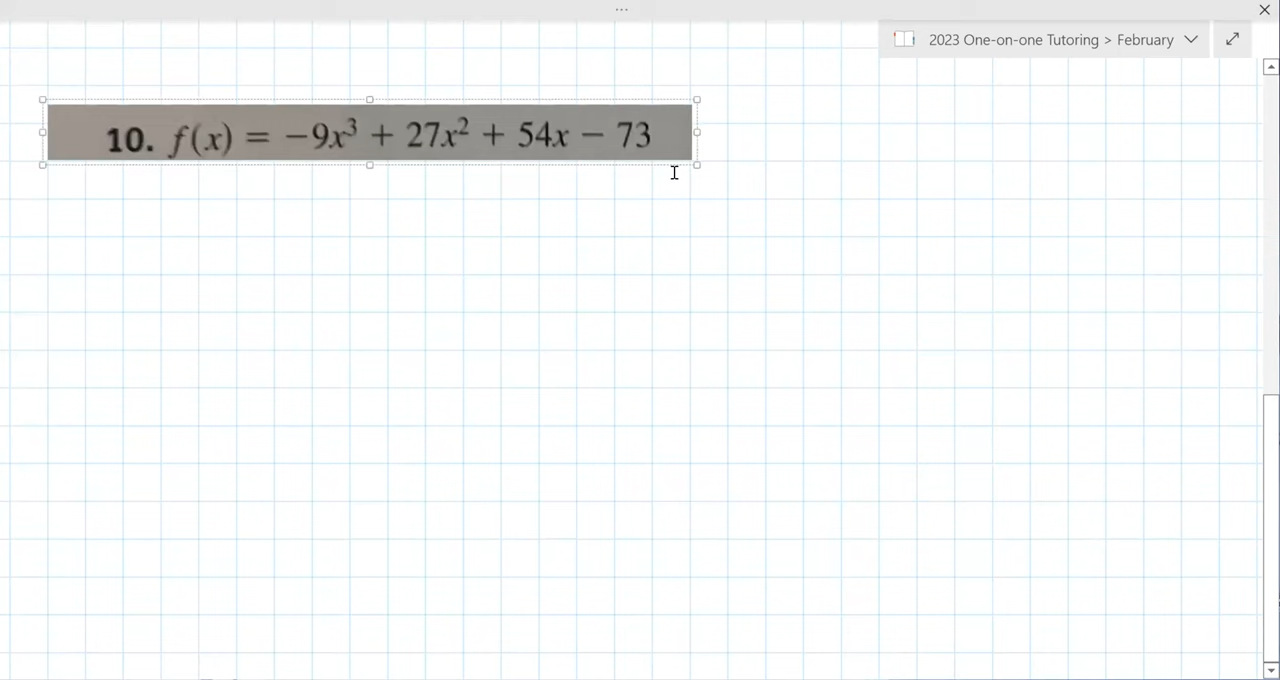 2023 One-on-one Tutoring > February
10. f(x) = −9x³ + 27x² + 54x − 73